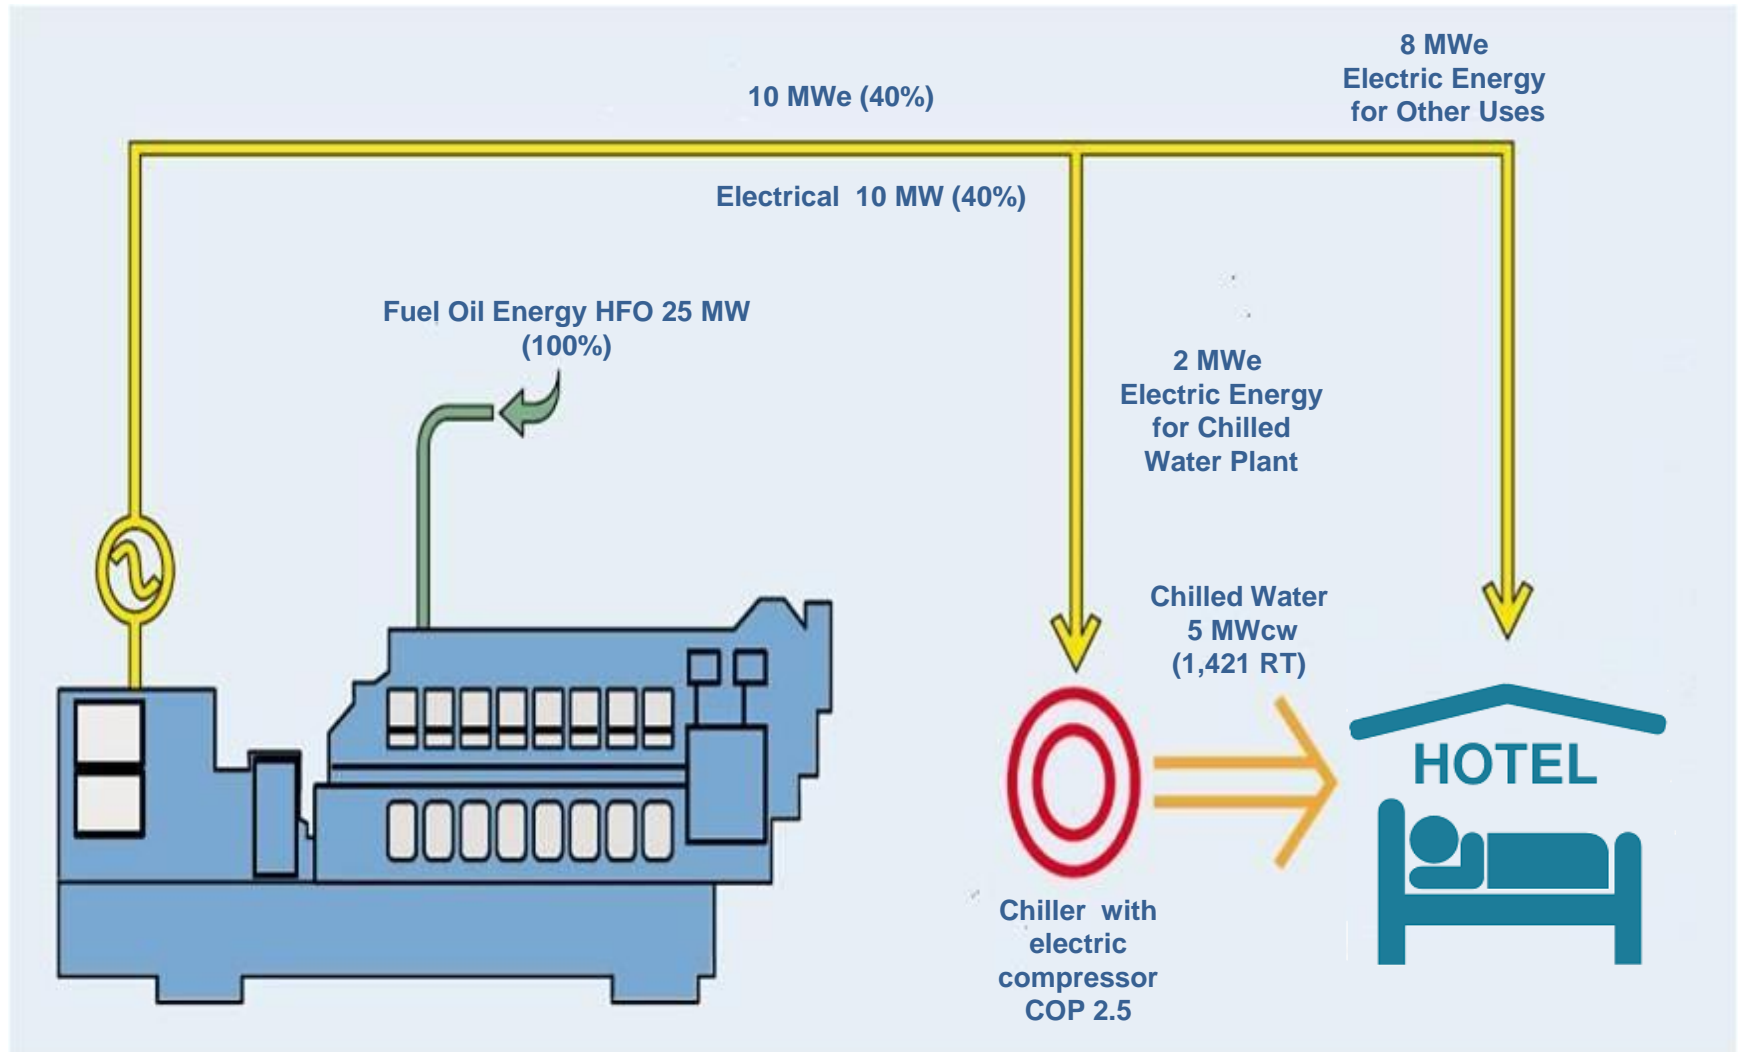 8 MWe
Electric Energy
for Other Uses
10 MWe (40%)
Electrical 10 MW (40%)
Fuel Oil Energy HFO 25 MW
(100%)
2 MWe
Electric Energy
for Chilled
Water Plant
Chilled Water
5 MWcw
(1,421 RT)
HOTEL
Chiller with
electric
compressor
COP 2.5